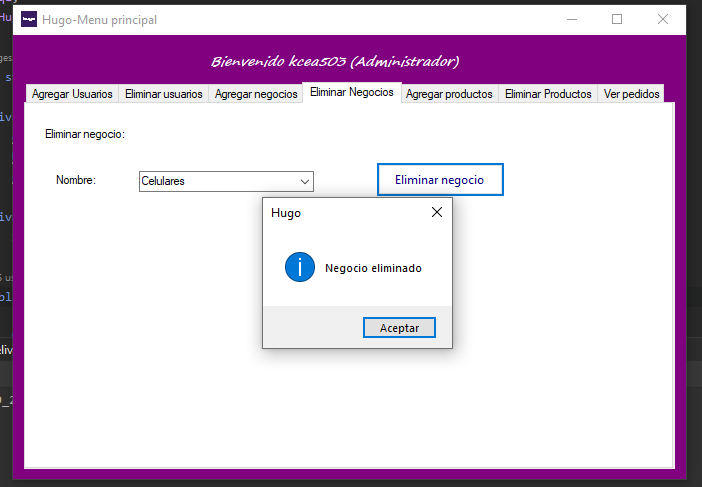 hugo Hugo-Menu principal
Bienvenido kcea503 (Administrador)
Agregar Usuarios Eliminar usuarios Agregar negocios Eliminar Negocios Agregar productos Eliminar Productos Ver pedidos
Eliminar negocio:
Nombre: Celulares Eliminar negocio
Hugo
Negocio eliminado
Aceptar